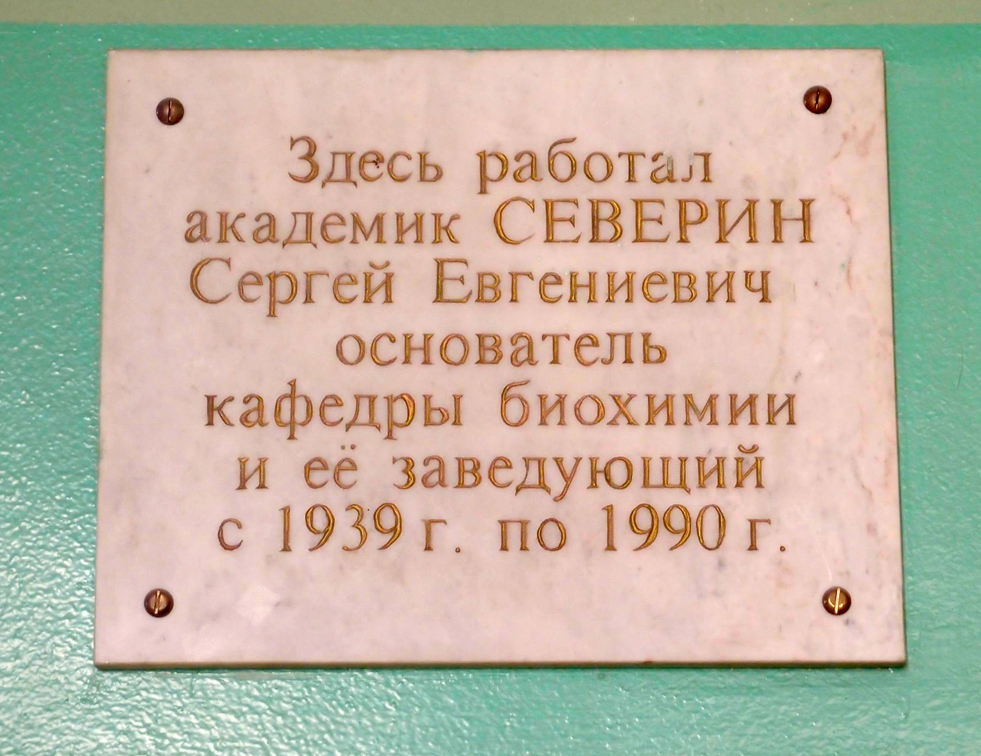 Здесь работал
академик СЕВЕРИН
Сергей Евгениевич
основатель
кафедры биохимии
и её заведующий
с 1939 г. по 1990 г.